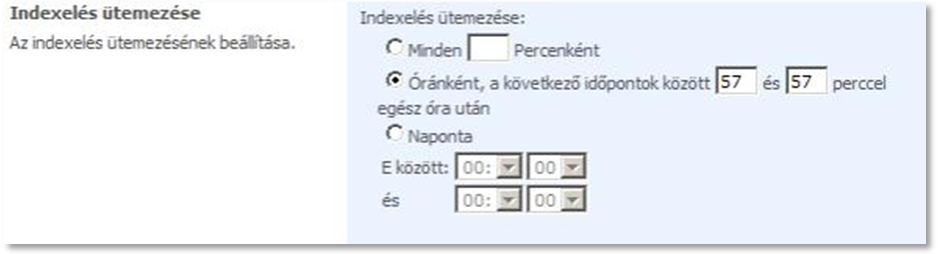 Indexelés ütemezése
Az indexelés ütemezésének beállítása.
Indexelés ütemezése:
Minden Percenként
Óránként, a következő időpontok között 57 és 57 perccel
egész óra után
Naponta
E között: 00: 00
és 00: 00